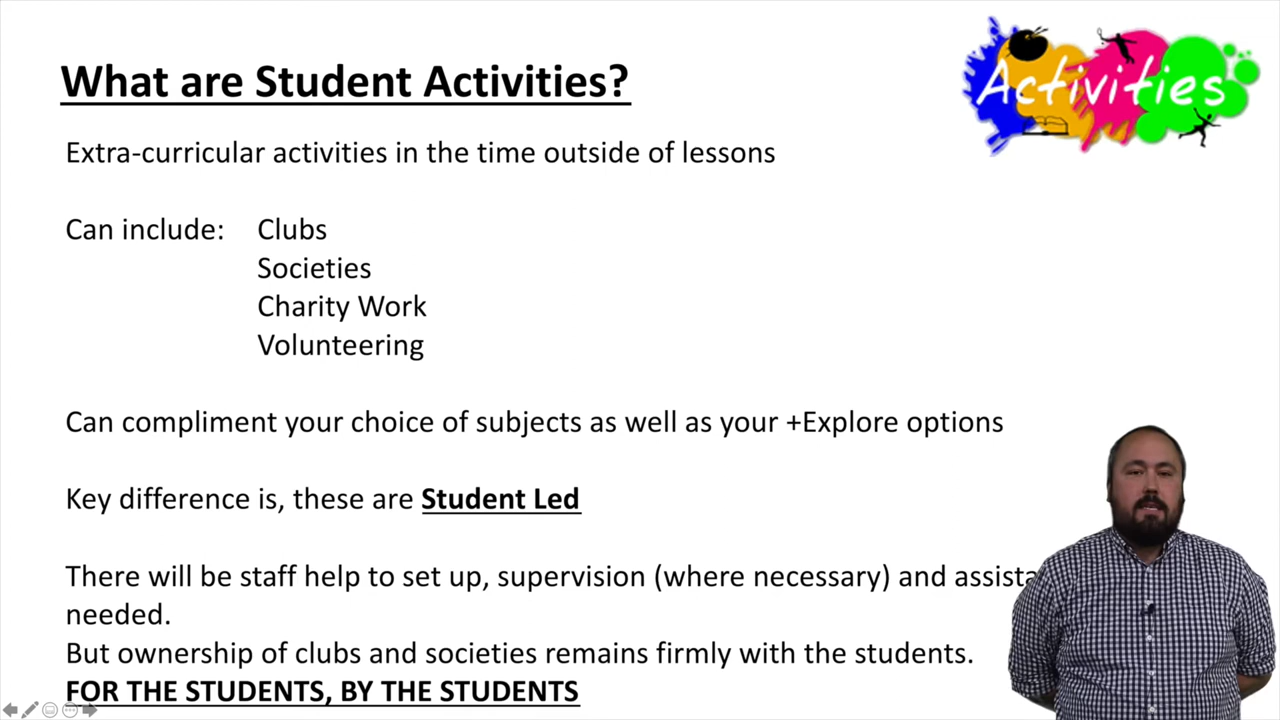 What are Student Activities?
Activities
Extra-curricular activities in the time outside of lessons
Can include: Clubs
Societies
Charity Work
Volunteering
Can compliment your choice of subjects as well as your +Explore options
Key difference is, these are Student Led
There will be staff help to set up, supervision (where necessary) and
needed.
But ownership of clubs and societies remains firmly with the students.
FOR THE STUDENTS, BY THE STUDENTS